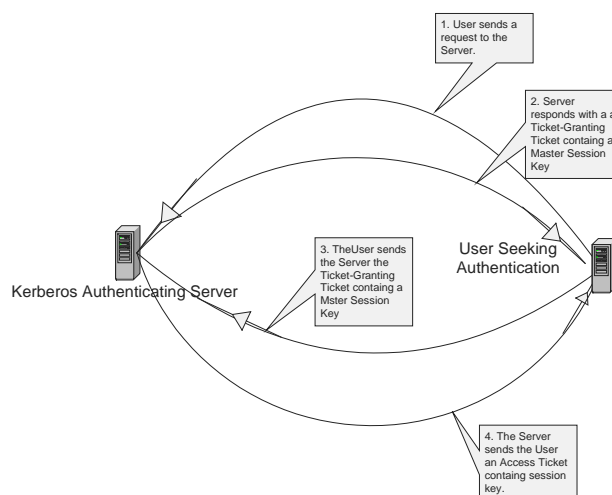 1. User sends a
request to the
Server.
2. Server
responds with a a
Ticket-Granting
Ticket containg a
Master Session
Key
3. TheUser sends
the Server the
Ticket-Granting
Ticket containg a
Mster Session
Key
User Seeking
Authentication
Kerberos Authenticating Server
4. The Server
sends the User
an Access Ticket
containg session
key.